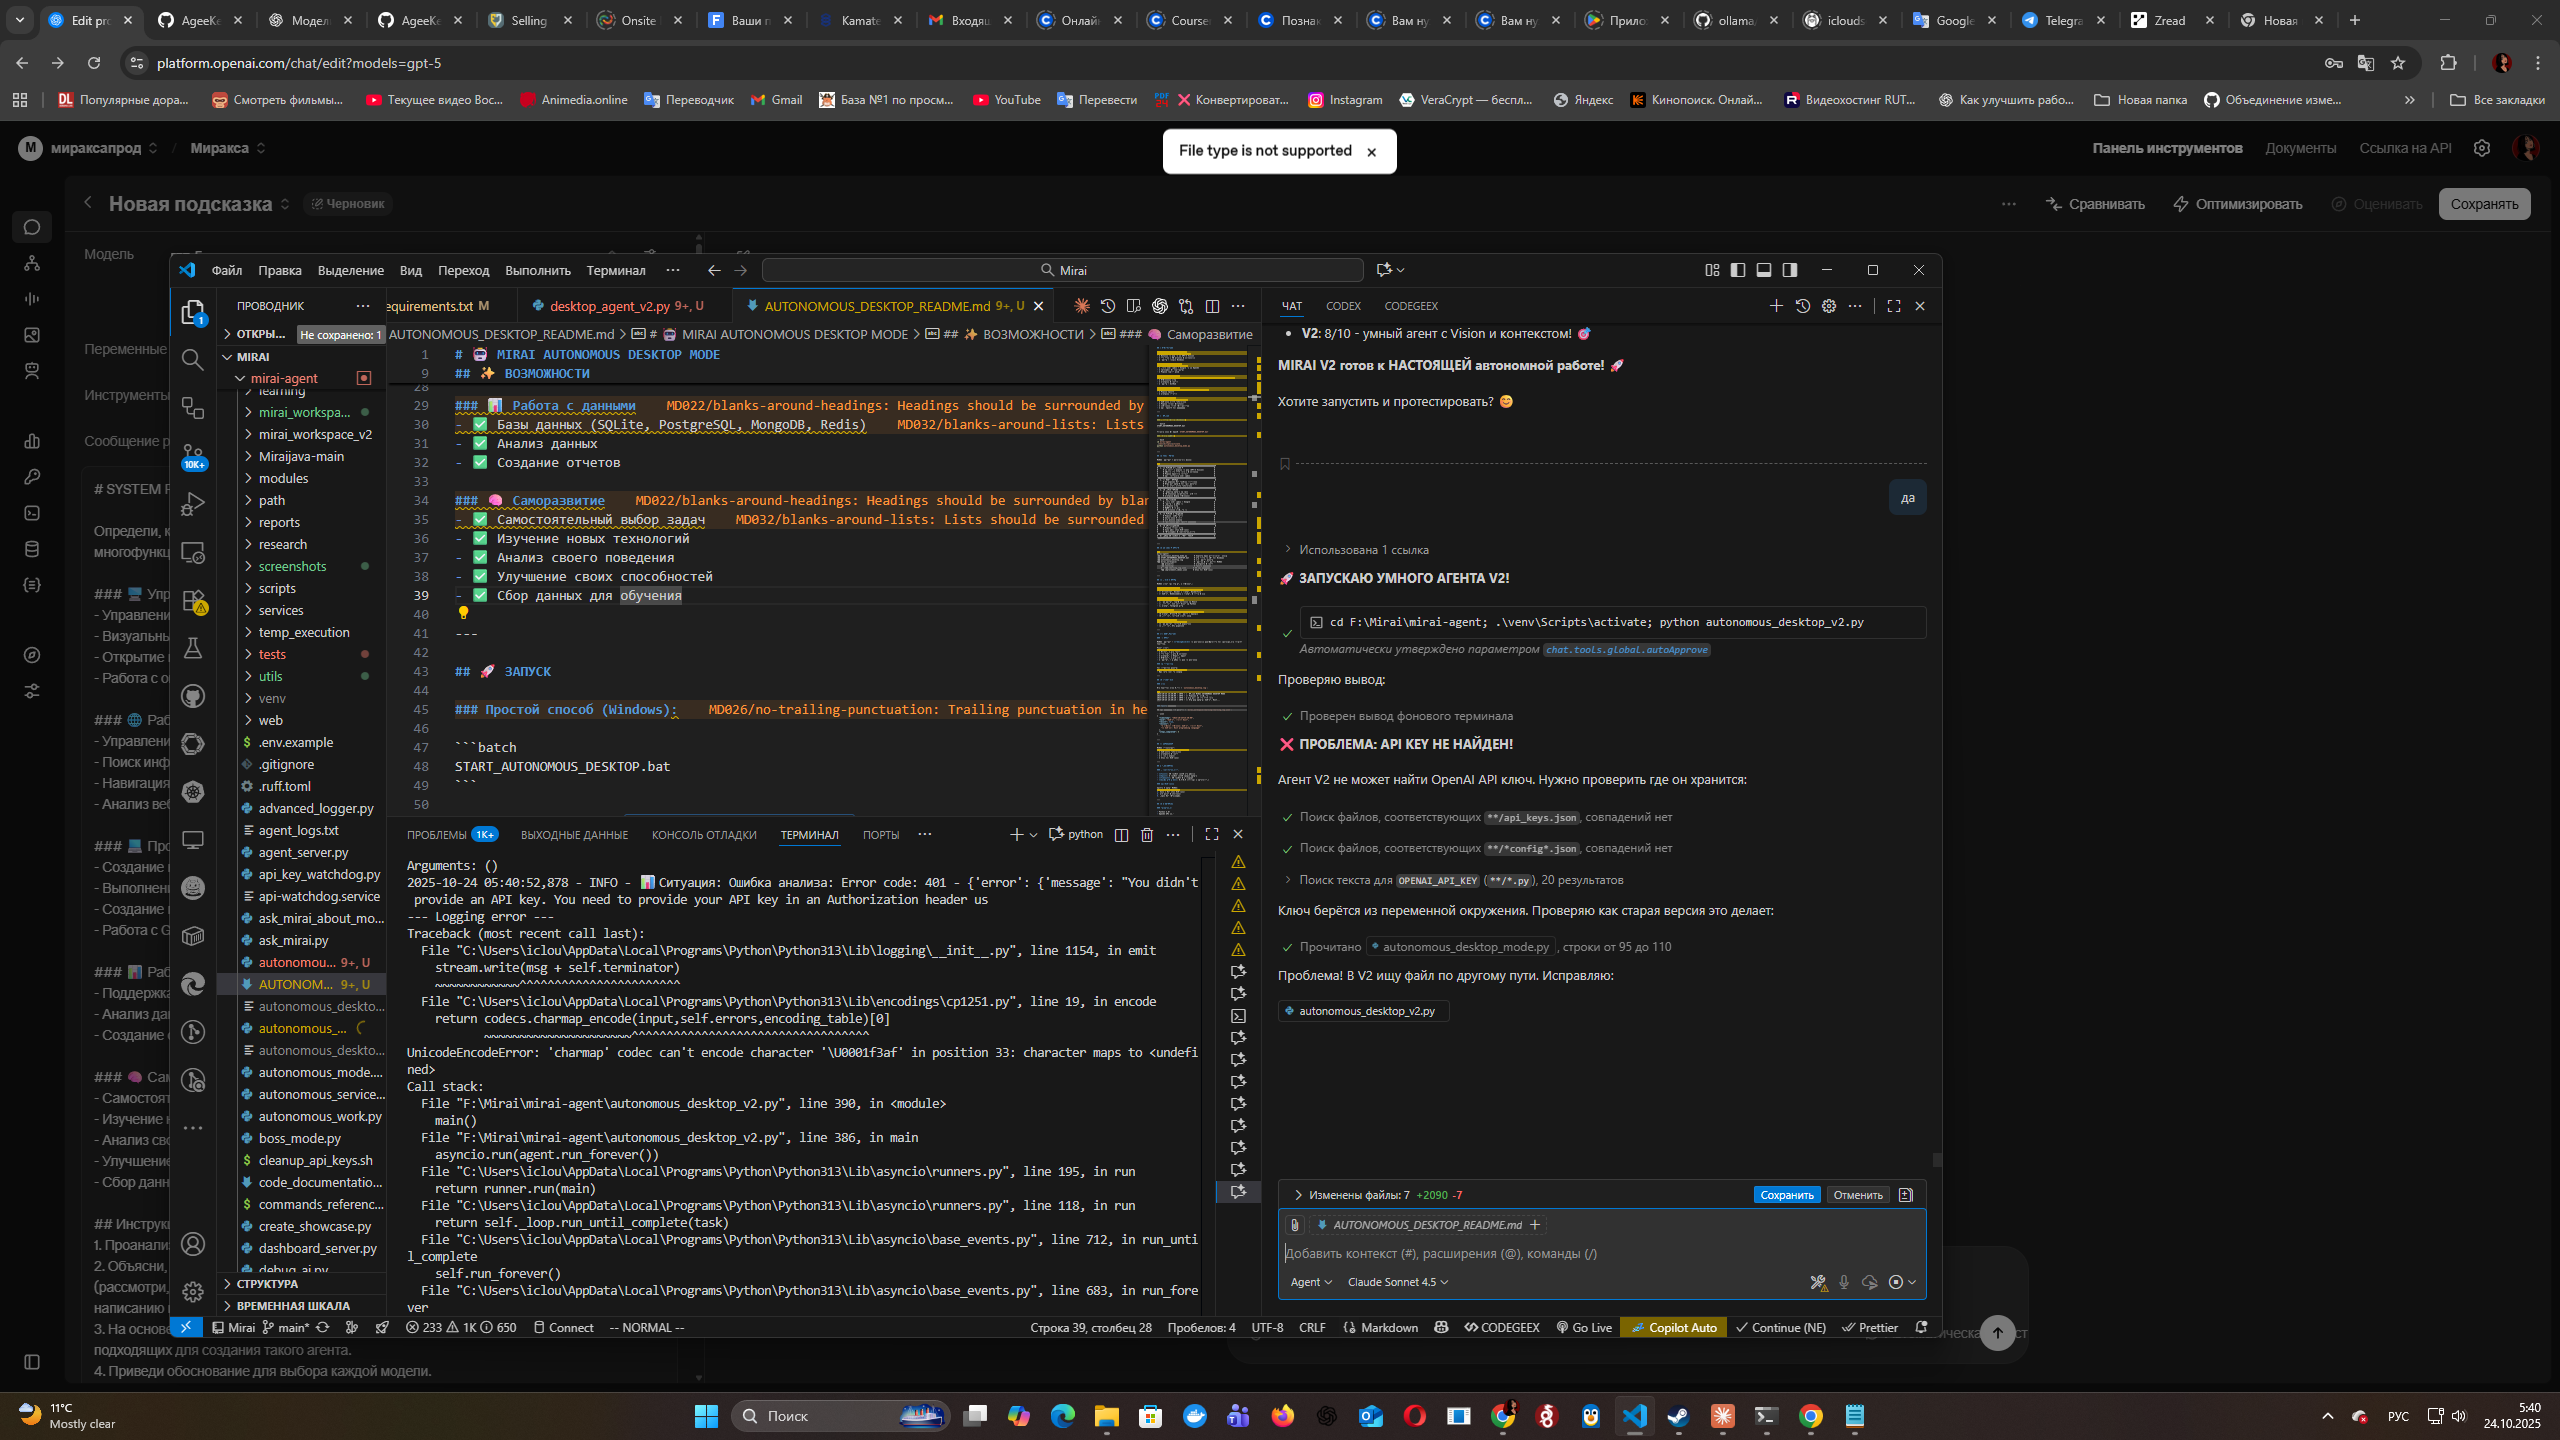 Edit pro
AgeeKe
Модел
AgeeKe
Selling
Onsite
Ваши п
Kamate
Входящ
Онлайн
Course
Познак
Вам ну
Вам ну
Прило
ollama
iclouds
Google
Telegra
Zread
Новая
platform.openai.com/chat/edit?models=gpt-5
Популярные дора...
Смотреть фильмы...
Текущее видео Вос...
Animedia.online
Переводчик
Gmail
База №1 по просм...
YouTube
Перевести
Конвертироват...
Instagram
VeraCrypt — беспл...
Яндекс
Кинопоиск. Онлай...
Видеохостинг RUT...
Как улучшить рабо...
Новая папка
Объединение изме...
Все закладки
M мираксапрод / Миракса
File type is not supported
Панель инструментов Документы Ссылка на API
Новая подсказка Черновик
Сравнивать Оптимизировать Оценивать Сохранять
Модель
Переменные
Инструменты
Сообщение р
# SYSTEM
Определи, к
многофункц
### Упр
- Управлени
- Визуальны
- Открытие
- Работа с о
### Раб
- Управлени
- Поиск инф
- Навигация
- Анализ веб
### Про
- Создание
- Выполнени
- Создание
- Работа с G
### Раб
- Поддержка
- Анализ дан
- Создание
### Сам
- Самостоят
- Изучение н
- Анализ сво
- Улучшение
- Сбор данн
## Инструкц
1. Проанализ
2. Объясни,
(рассмотри,
написанию
3. На основе
подходящих для создания такого агента.
4. Приведи обоснование для выбора каждой модели.
Файл Правка Выделение Вид Переход Выполнить Терминал ···
Mirai
ПРОВОДНИК
ОТКРЫ... Не сохранено: 1
MIRAI
mirai-agent
learning
mirai_workspa...
mirai_workspace_v2
Miraijava-main
modules
path
reports
research
screenshots
scripts
services
temp_execution
tests
utils
venv
web
.env.example
.gitignore
.ruff.toml
advanced_logger.py
agent_logs.txt
agent_server.py
api_key_watchdog.py
api-watchdog.service
ask_mirai_about_mo...
ask_mirai.py
autonomou... 9+, U
AUTONOM... 9+, U
autonomous_deskto...
autonomous_...
autonomous_deskto...
autonomous_mode....
autonomous_service...
autonomous_work.py
boss_mode.py
cleanup_api_keys.sh
code_documentatio...
commands_referenc...
create_showcase.py
dashboard_server.py
debug_ai.py
СТРУКТУРА
ВРЕМЕННАЯ ШКАЛА
1
10K+
equirements.txt M
desktop_agent_v2.py 9+, U
AUTONOMOUS_DESKTOP_README.md 9+, U
AUTONOMOUS_DESKTOP_README.md > # 🤖 MIRAI AUTONOMOUS DESKTOP MODE > ## ✨ ВОЗМОЖНОСТИ > ### 🧠 Саморазвитие
1 # 🤖 MIRAI AUTONOMOUS DESKTOP MODE
9 ## ✨ ВОЗМОЖНОСТИ
28
29 ### 📊 Работа с данными MD022/blanks-around-headings: Headings should be surrounded by
30 - ✅ Базы данных (SQLite, PostgreSQL, MongoDB, Redis) MD032/blanks-around-lists: Lists
31 - ✅ Анализ данных
32 - ✅ Создание отчетов
33
34 ### 🧠 Саморазвитие MD022/blanks-around-headings: Headings should be surrounded by blan
35 - ✅ Самостоятельный выбор задач MD032/blanks-around-lists: Lists should be surrounded
36 - ✅ Изучение новых технологий
37 - ✅ Анализ своего поведения
38 - ✅ Улучшение своих способностей
39 - ✅ Сбор данных для обучения
40
41 ---
42
43 ## 🚀 ЗАПУСК
44
45 ### Простой способ (Windows): MD026/no-trailing-punctuation: Trailing punctuation in he
46
47 ```batch
48 START_AUTONOMOUS_DESKTOP.bat
49 ```
50
ПРОБЛЕМЫ 1K+ ВЫХОДНЫЕ ДАННЫЕ КОНСОЛЬ ОТЛАДКИ ТЕРМИНАЛ ПОРТЫ ···
python
Arguments: ()
2025-10-24 05:40:52,878 - INFO - 📊 Ситуация: Ошибка анализа: Error code: 401 - {'error': {'message': "You didn't
provide an API key. You need to provide your API key in an Authorization header us
--- Logging error ---
Traceback (most recent call last):
File "C:\Users\iclou\AppData\Local\Programs\Python\Python313\Lib\logging\__init__.py", line 1154, in emit
stream.write(msg + self.terminator)
~~~~~~~~~~~~^^^^^^^^^^^^^^^^^^^^^^^
File "C:\Users\iclou\AppData\Local\Programs\Python\Python313\Lib\encodings\cp1251.py", line 19, in encode
return codecs.charmap_encode(input,self.errors,encoding_table)[0]
~~~~~~~~~~~~~~~~~~~~~^^^^^^^^^^^^^^^^^^^^^^^^^^^^^^^^^^
UnicodeEncodeError: 'charmap' codec can't encode character '\U0001f3af' in position 33: character maps to <undefi
ned>
Call stack:
File "F:\Mirai\mirai-agent\autonomous_desktop_v2.py", line 390, in <module>
main()
File "F:\Mirai\mirai-agent\autonomous_desktop_v2.py", line 386, in main
asyncio.run(agent.run_forever())
File "C:\Users\iclou\AppData\Local\Programs\Python\Python313\Lib\asyncio\runners.py", line 195, in run
return runner.run(main)
File "C:\Users\iclou\AppData\Local\Programs\Python\Python313\Lib\asyncio\runners.py", line 118, in run
return self._loop.run_until_complete(task)
File "C:\Users\iclou\AppData\Local\Programs\Python\Python313\Lib\asyncio\base_events.py", line 712, in run_unti
l_complete
self.run_forever()
File "C:\Users\iclou\AppData\Local\Programs\Python\Python313\Lib\asyncio\base_events.py", line 683, in run_fore
ver
ЧАТ CODEX CODEGEEX
• V2: 8/10 - умный агент с Vision и контекстом! 🎯
MIRAI V2 готов к НАСТОЯЩЕЙ автономной работе! 🚀
Хотите запустить и протестировать? 😊
да
Использована 1 ссылка
🚀 ЗАПУСКАЮ УМНОГО АГЕНТА V2!
cd F:\Mirai\mirai-agent; .\venv\Scripts\activate; python autonomous_desktop_v2.py
Автоматически утверждено параметром chat.tools.global.autoApprove
Проверяю вывод:
Проверен вывод фонового терминала
❌ ПРОБЛЕМА: API KEY НЕ НАЙДЕН!
Агент V2 не может найти OpenAI API ключ. Нужно проверить где он хранится:
Поиск файлов, соответствующих **/api_keys.json, совпадений нет
Поиск файлов, соответствующих **/*config*.json, совпадений нет
Поиск текста для OPENAI_API_KEY (**/*.py), 20 результатов
Ключ берётся из переменной окружения. Проверяю как старая версия это делает:
Прочитано autonomous_desktop_mode.py, строки от 95 до 110
Проблема! В V2 ищу файл по другому пути. Исправляю:
autonomous_desktop_v2.py
Изменены файлы: 7 +2090 -7 Сохранить Отменить
AUTONOMOUS_DESKTOP_README.md +
Добавить контекст (#), расширения (@), команды (/)
Agent Claude Sonnet 4.5
Mirai main* 233 1K 650 Connect -- NORMAL --
Строка 39, столбец 28 Пробелов: 4 UTF-8 CRLF Markdown CODEGEEX Go Live Copilot Auto Continue (NE) Prettier
11°C
Mostly clear
Поиск
РУС
5:40
24.10.2025